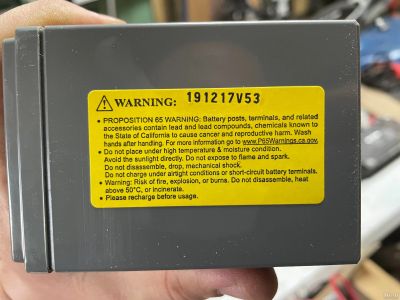 ⚠ WARNING: 191217V53
• PROPOSITION 65 WARNING: Battery posts, terminals, and related
accessories contain lead and lead compounds, chemicals known to
the State of California to cause cancer and reproductive harm. Wash
hands after handling. For more information go to www.P65Warnings.ca.gov.
• Do not place under high temperature & moisture condition.
Avoid the sunlight directly. Do not expose to flame and spark.
Do not disassemble, drop, mechanical shock.
Do not charge under airtight conditions or short-circuit battery terminals.
• Warning: Risk of fire, explosion, or burns. Do not disassemble, heat
above 50°C, or incinerate.
• Please recharge before usage.